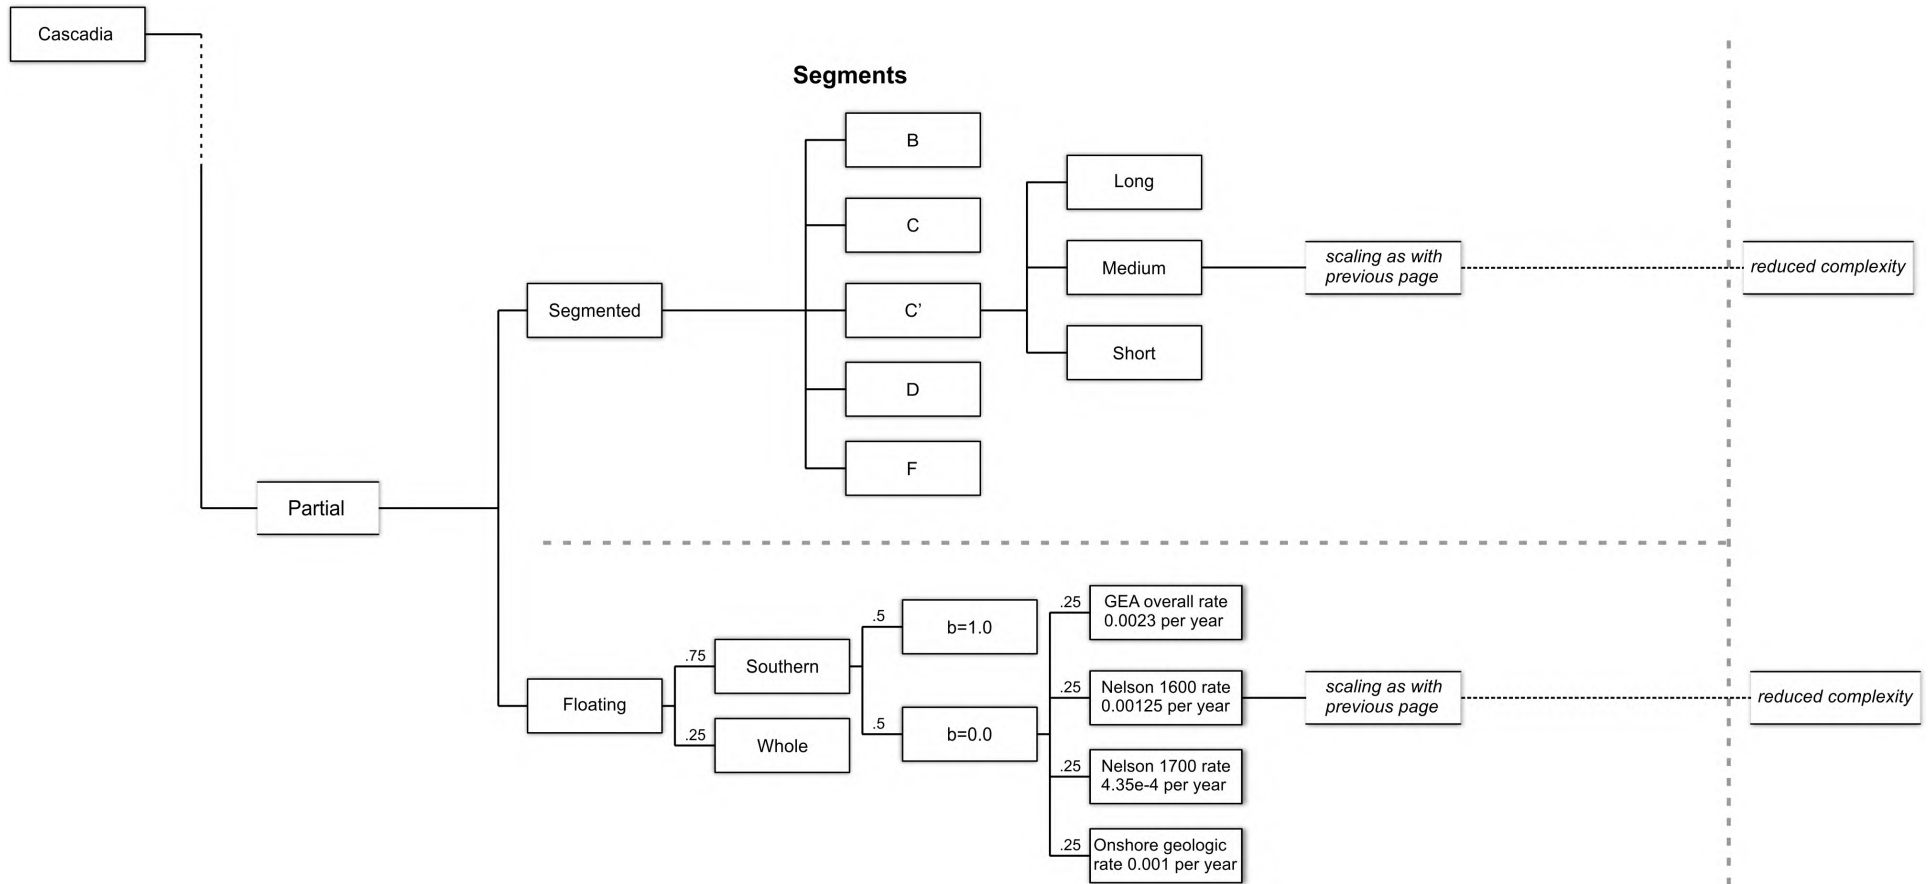 Cascadia
Segments
B
C
C’
D
F
Long
Medium
Short
scaling as with
previous page
reduced complexity
Segmented
Partial
Floating
.75
Southern
.25
Whole
.5
b=1.0
.5
b=0.0
.25
GEA overall rate
0.0023 per year
.25
Nelson 1600 rate
0.00125 per year
.25
Nelson 1700 rate
4.35e-4 per year
.25
Onshore geologic
rate 0.001 per year
scaling as with
previous page
reduced complexity